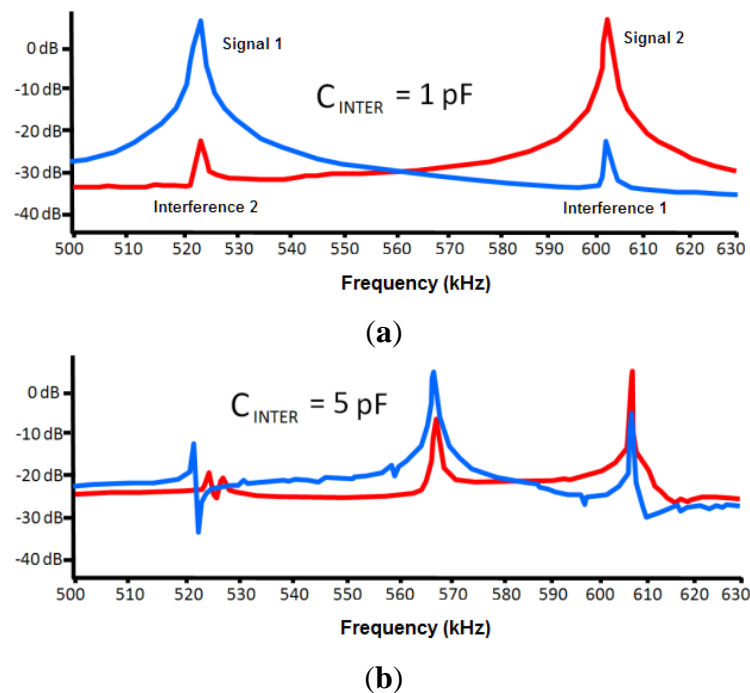 0 dB
-10 dB
-20 dB
-30 dB
-40 dB
Signal 1
Signal 2
C INTER = 1 pF
Interference 2
Interference 1
500 510 520 530 540 550 560 570 580 590 600 610 620 630
Frequency (kHz)
(a)
0 dB
-10 dB
-20 dB
-30 dB
-40 dB
C INTER = 5 pF
500 510 520 530 540 550 560 570 580 590 600 610 620 630
Frequency (kHz)
(b)